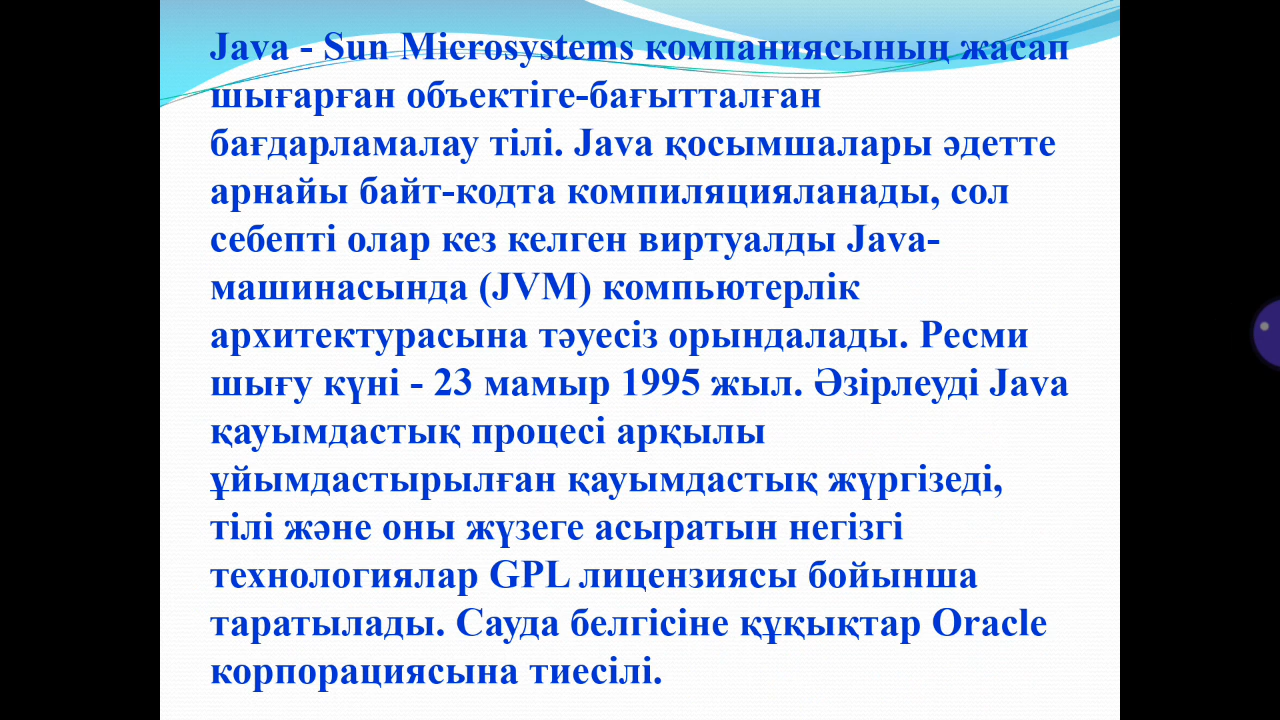 Java - Sun Microsystems компаниясының жасап
шығарған объектіге-бағытталған
бағдарламалау тілі. Java қосымшалары әдетте
арнайы байт-кодта компиляцияланады, сол
себепті олар кез келген виртуалды Java-
машинасында (JVM) компьютерлік
архитектурасына тәуесіз орындалады. Ресми
шығу күні - 23 мамыр 1995 жыл. Әзірлеуді Java
қауымдастық процесі арқылы
ұйымдастырылған қауымдастық жүргізеді,
тілі және оны жүзеге асыратын негізгі
технологиялар GPL лицензиясы бойынша
таратылады. Сауда белгісіне құқықтар Oracle
корпорациясына тиесілі.